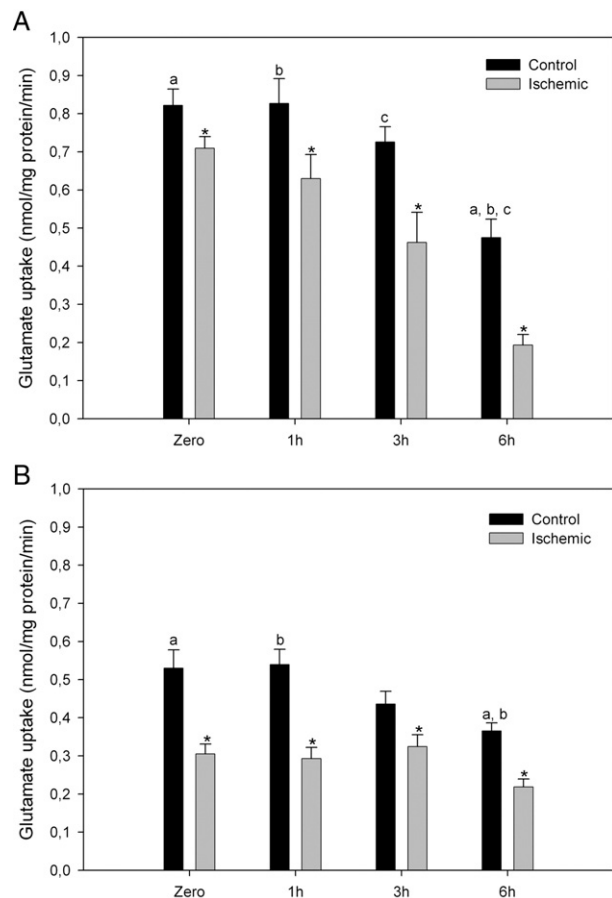 A
Glutamate uptake (nmol/mg protein/min)
1,0
0,9
0,8
0,7
0,6
0,5
0,4
0,3
0,2
0,1
0,0
Control
Ischemic
a
*
b
*
c
*
a, b, c
*
Zero
1h
3h
6h
B
Glutamate uptake (nmol/mg protein/min)
1,0
0,9
0,8
0,7
0,6
0,5
0,4
0,3
0,2
0,1
0,0
Control
Ischemic
a
*
b
*
*
a, b
*
Zero
1h
3h
6h